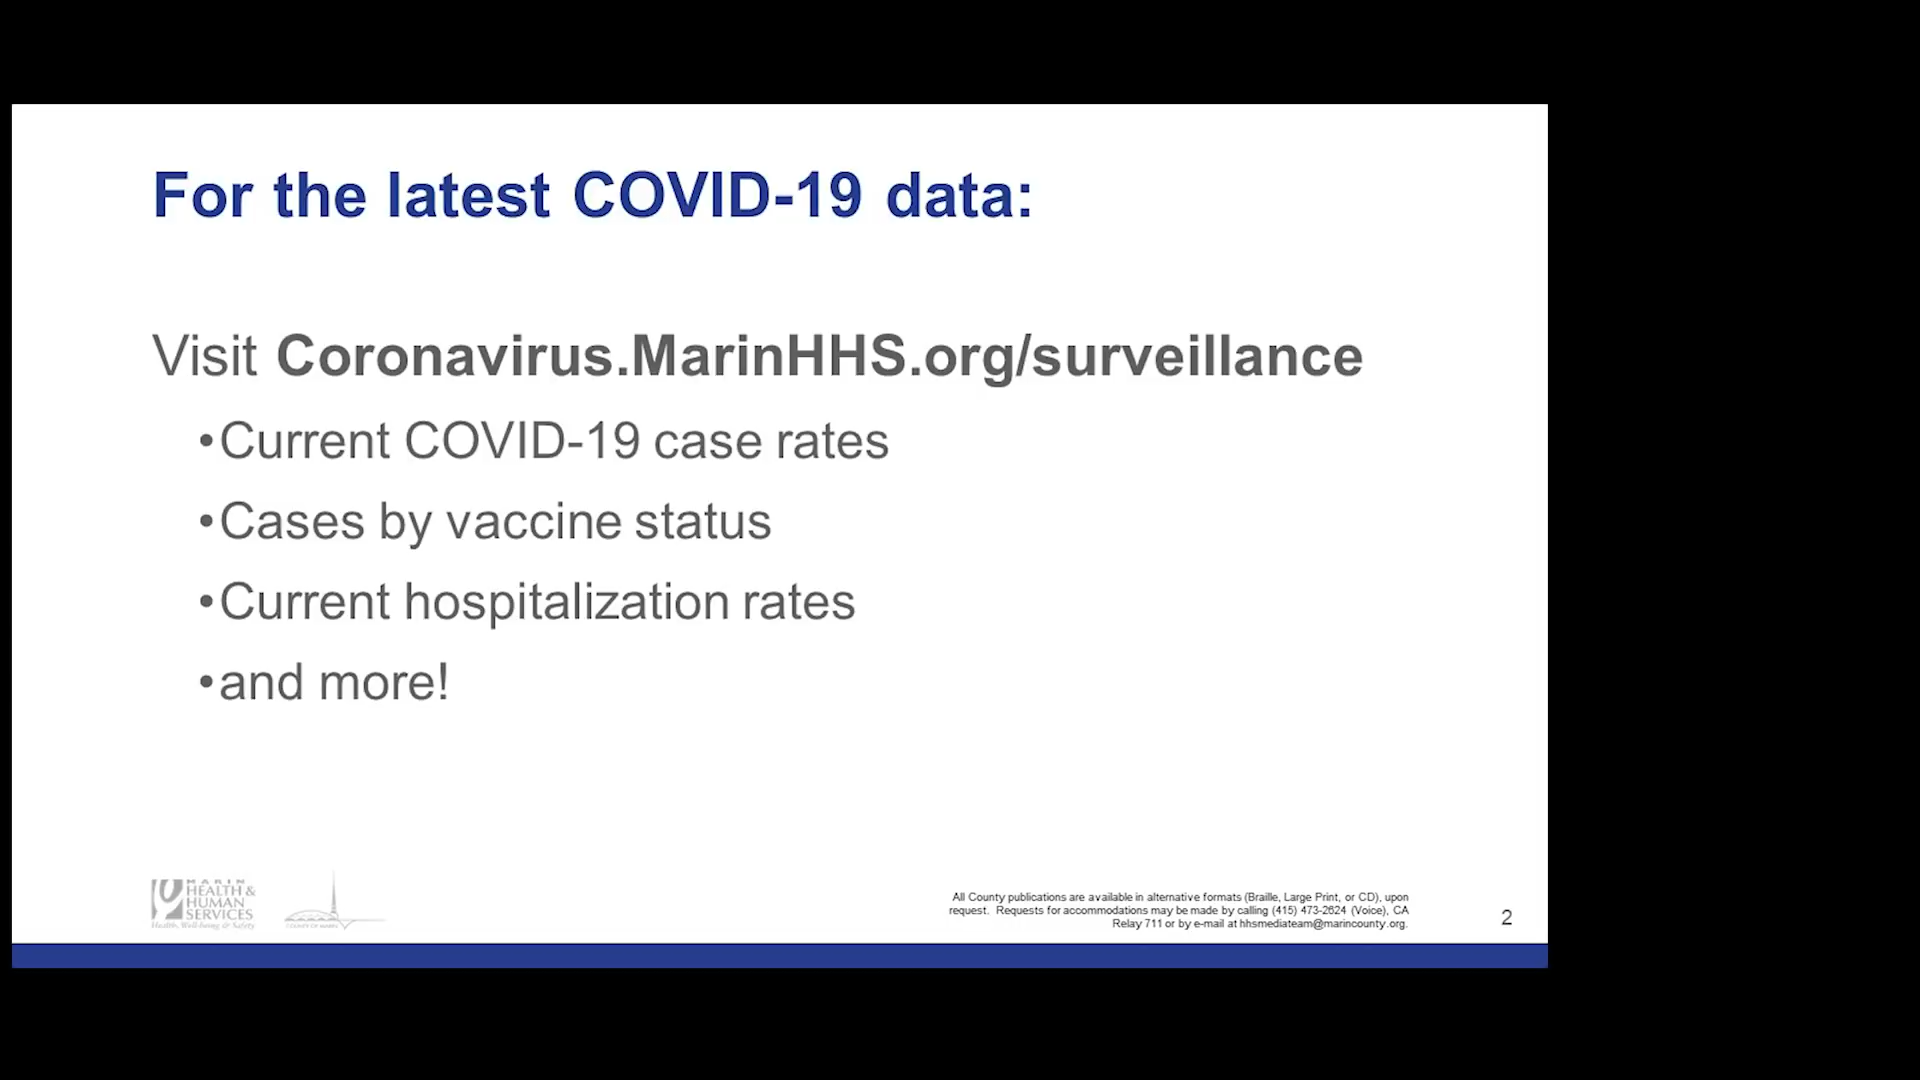 For the latest COVID-19 data:
Visit Coronavirus.MarinHHS.org/surveillance
•Current COVID-19 case rates
•Cases by vaccine status
•Current hospitalization rates
•and more!
MARIN
HEALTH &
HUMAN
SERVICES
Health, Well-being & Safety
COUNTY OF MARIN
All County publications are available in alternative formats (Braille, Large Print, or CD), upon
request. Requests for accommodations may be made by calling (415) 473-2624 (Voice), CA
Relay 711 or by e-mail at hhsmediateam@marincounty.org.
2